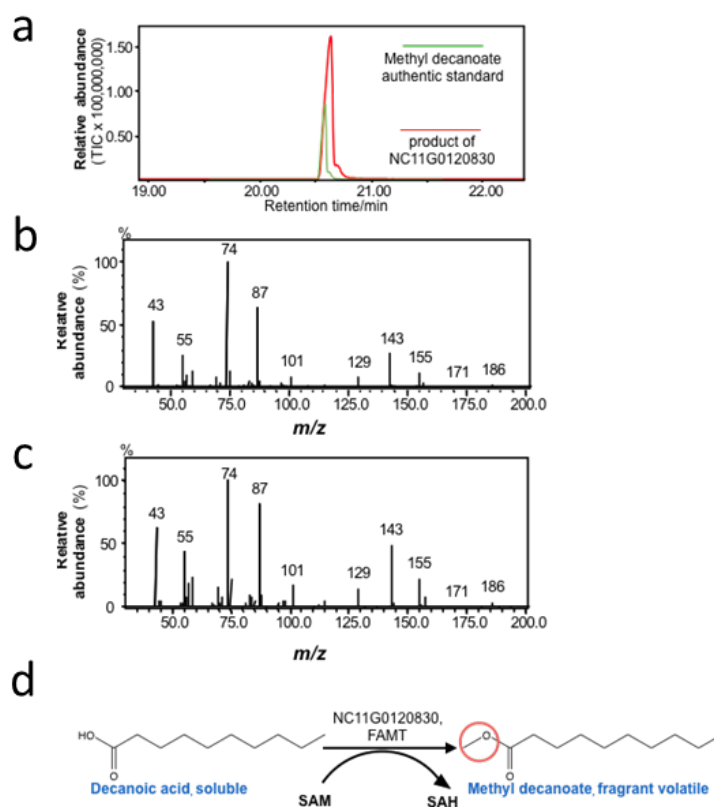 a
Relative abundance
(TIC x 100,000,000)
1.50
1.00
0.50
Methyl decanoate
authentic standard
product of
NC11G0120830
19.00 20.00 21.00 22.00
Retention time/min
b
%
Relative
abundance (%)
100
50
0
43
55
74
87
101
129
143
155
171
186
50.0 75.0 100.0 125.0 150.0 175.0 200.0
m/z
c
%
Relative
abundance (%)
100
50
0
43
55
74
87
101
129
143
155
171
186
50.0 75.0 100.0 125.0 150.0 175.0 200.0
m/z
d
HO
O
NC11G0120830,
FAMT
O
O
Decanoic acid, soluble
SAM
SAH
Methyl decanoate, fragrant volatile